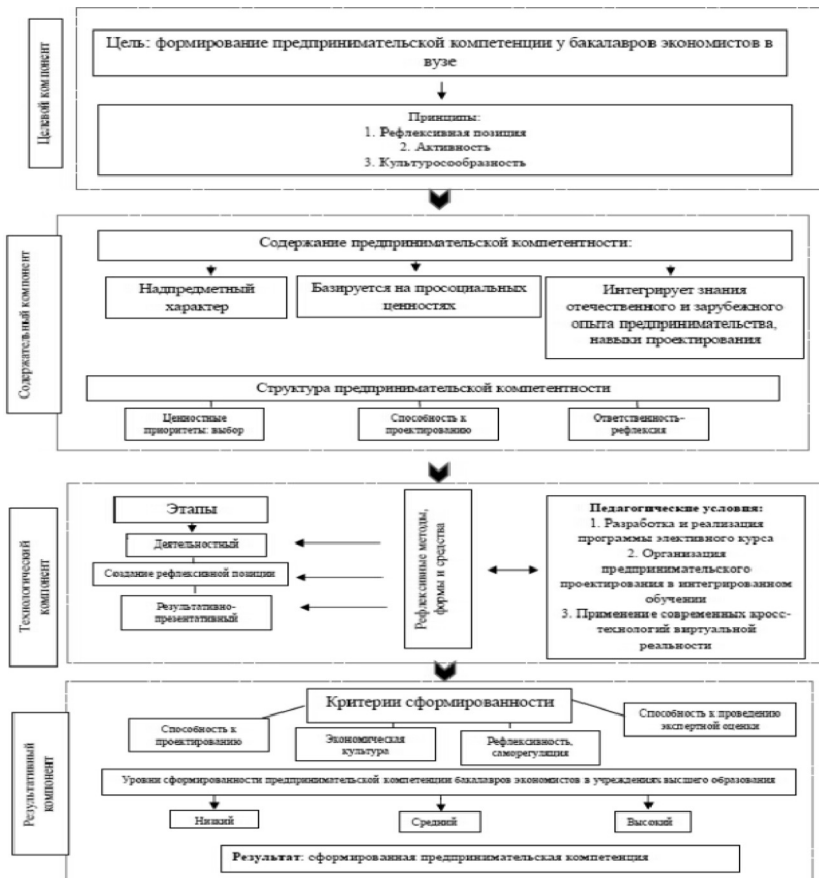 Целевой компонент
Цель: формирование предпринимательской компетенции у бакалавров экономистов в
вузе
Принципы:
1. Рефлексивная позиция
2. Активность
3. Культуросообразность
Содержательный компонент
Содержание предпринимательской компетентности:
Надпредметный
характер
Базируется на просоциальных
ценностях
Интегрирует знания
отечественного и зарубежного
опыта предпринимательства,
навыки проектирования
Структура предпринимательской компетентности
Ценностные
приоритеты: выбор
Способность к
проектированию
Ответственность–
рефлексия
Технологический
компонент
Этапы
Деятельностный
Создание рефлексивной позиции
Результативно-
презентативный
Рефлексивные методы,
формы и средства
Педагогические условия:
1. Разработка и реализация
программы элективного курса
2. Организация
предпринимательского
проектирования в интегрированном
обучении
3. Применение современных кросс-
технологий виртуальной
реальности
Результативный
компонент
Критерии сформированности
Способность к
проектированию
Экономическая
культура
Рефлексивность,
саморегуляция
Способность к проведению
экспертной оценки
Уровни сформированности предпринимательской компетенции бакалавров экономистов в учреждениях высшего образования
Низкий
Средний
Высокий
Результат: сформированная предпринимательская компетенция